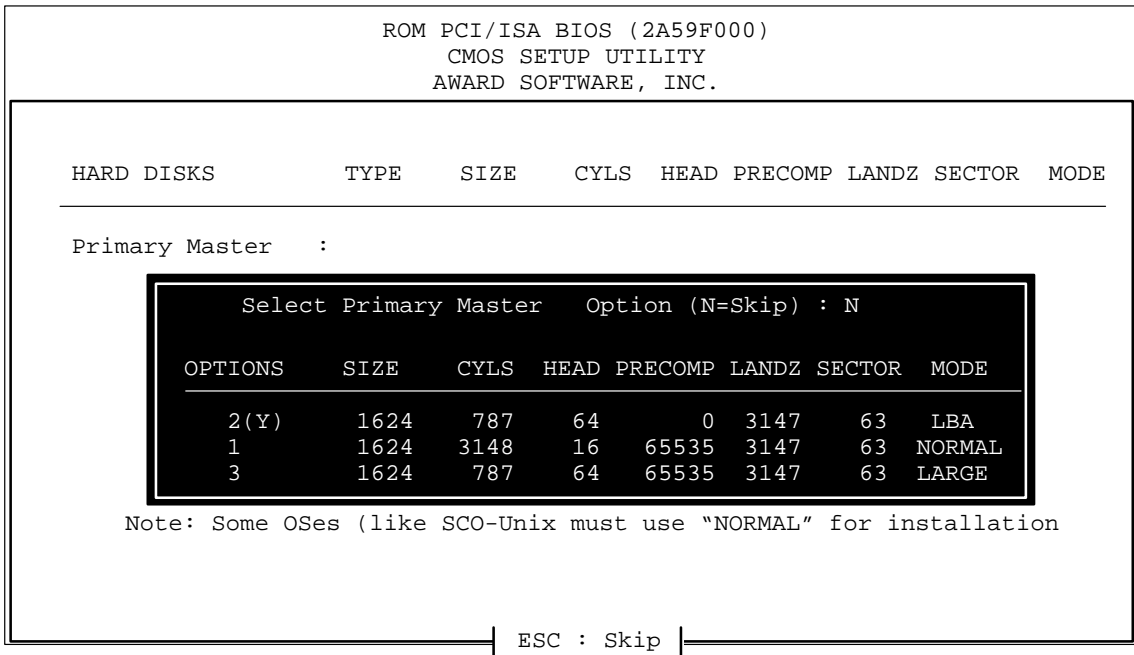 ROM PCI/ISA BIOS (2A59F000)
CMOS SETUP UTILITY
AWARD SOFTWARE, INC.
HARD DISKS TYPE SIZE CYLS HEAD PRECOMP LANDZ SECTOR MODE
Primary Master :
Select Primary Master Option (N=Skip) : N
OPTIONS SIZE CYLS HEAD PRECOMP LANDZ SECTOR MODE
2(Y) 1624 787 64 0 3147 63 LBA
1 1624 3148 16 65535 3147 63 NORMAL
3 1624 787 64 65535 3147 63 LARGE
Note: Some OSes (like SCO-Unix must use “NORMAL” for installation
ESC : Skip